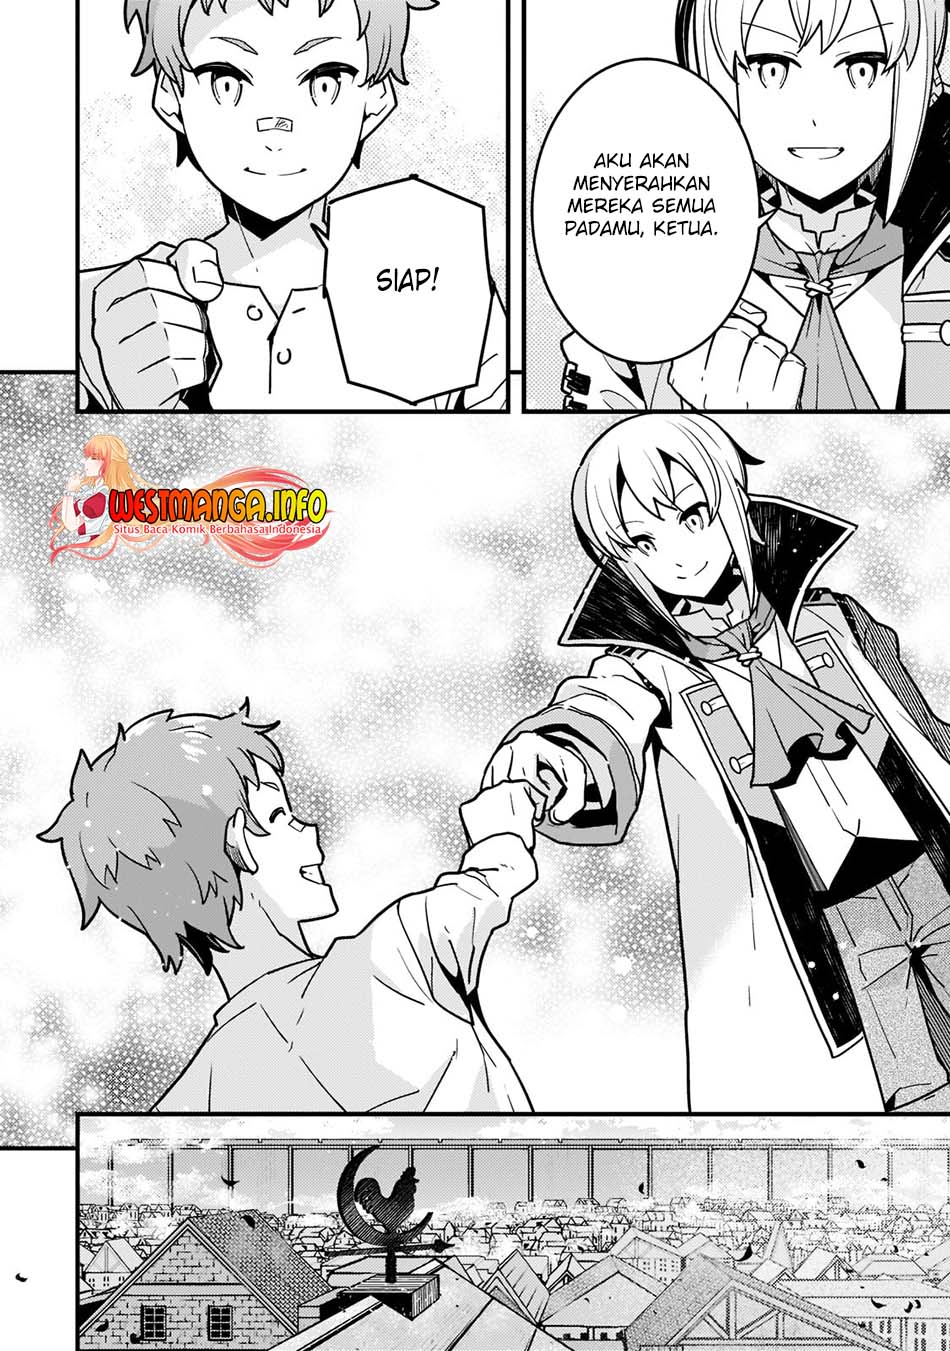 AKU AKAN
MENYERAHKAN
MEREKA SEMUA
PADAMU, KETUA.
SIAP!
WESTMANGA.INFO
Situs Baca Komik Berbahasa Indonesia